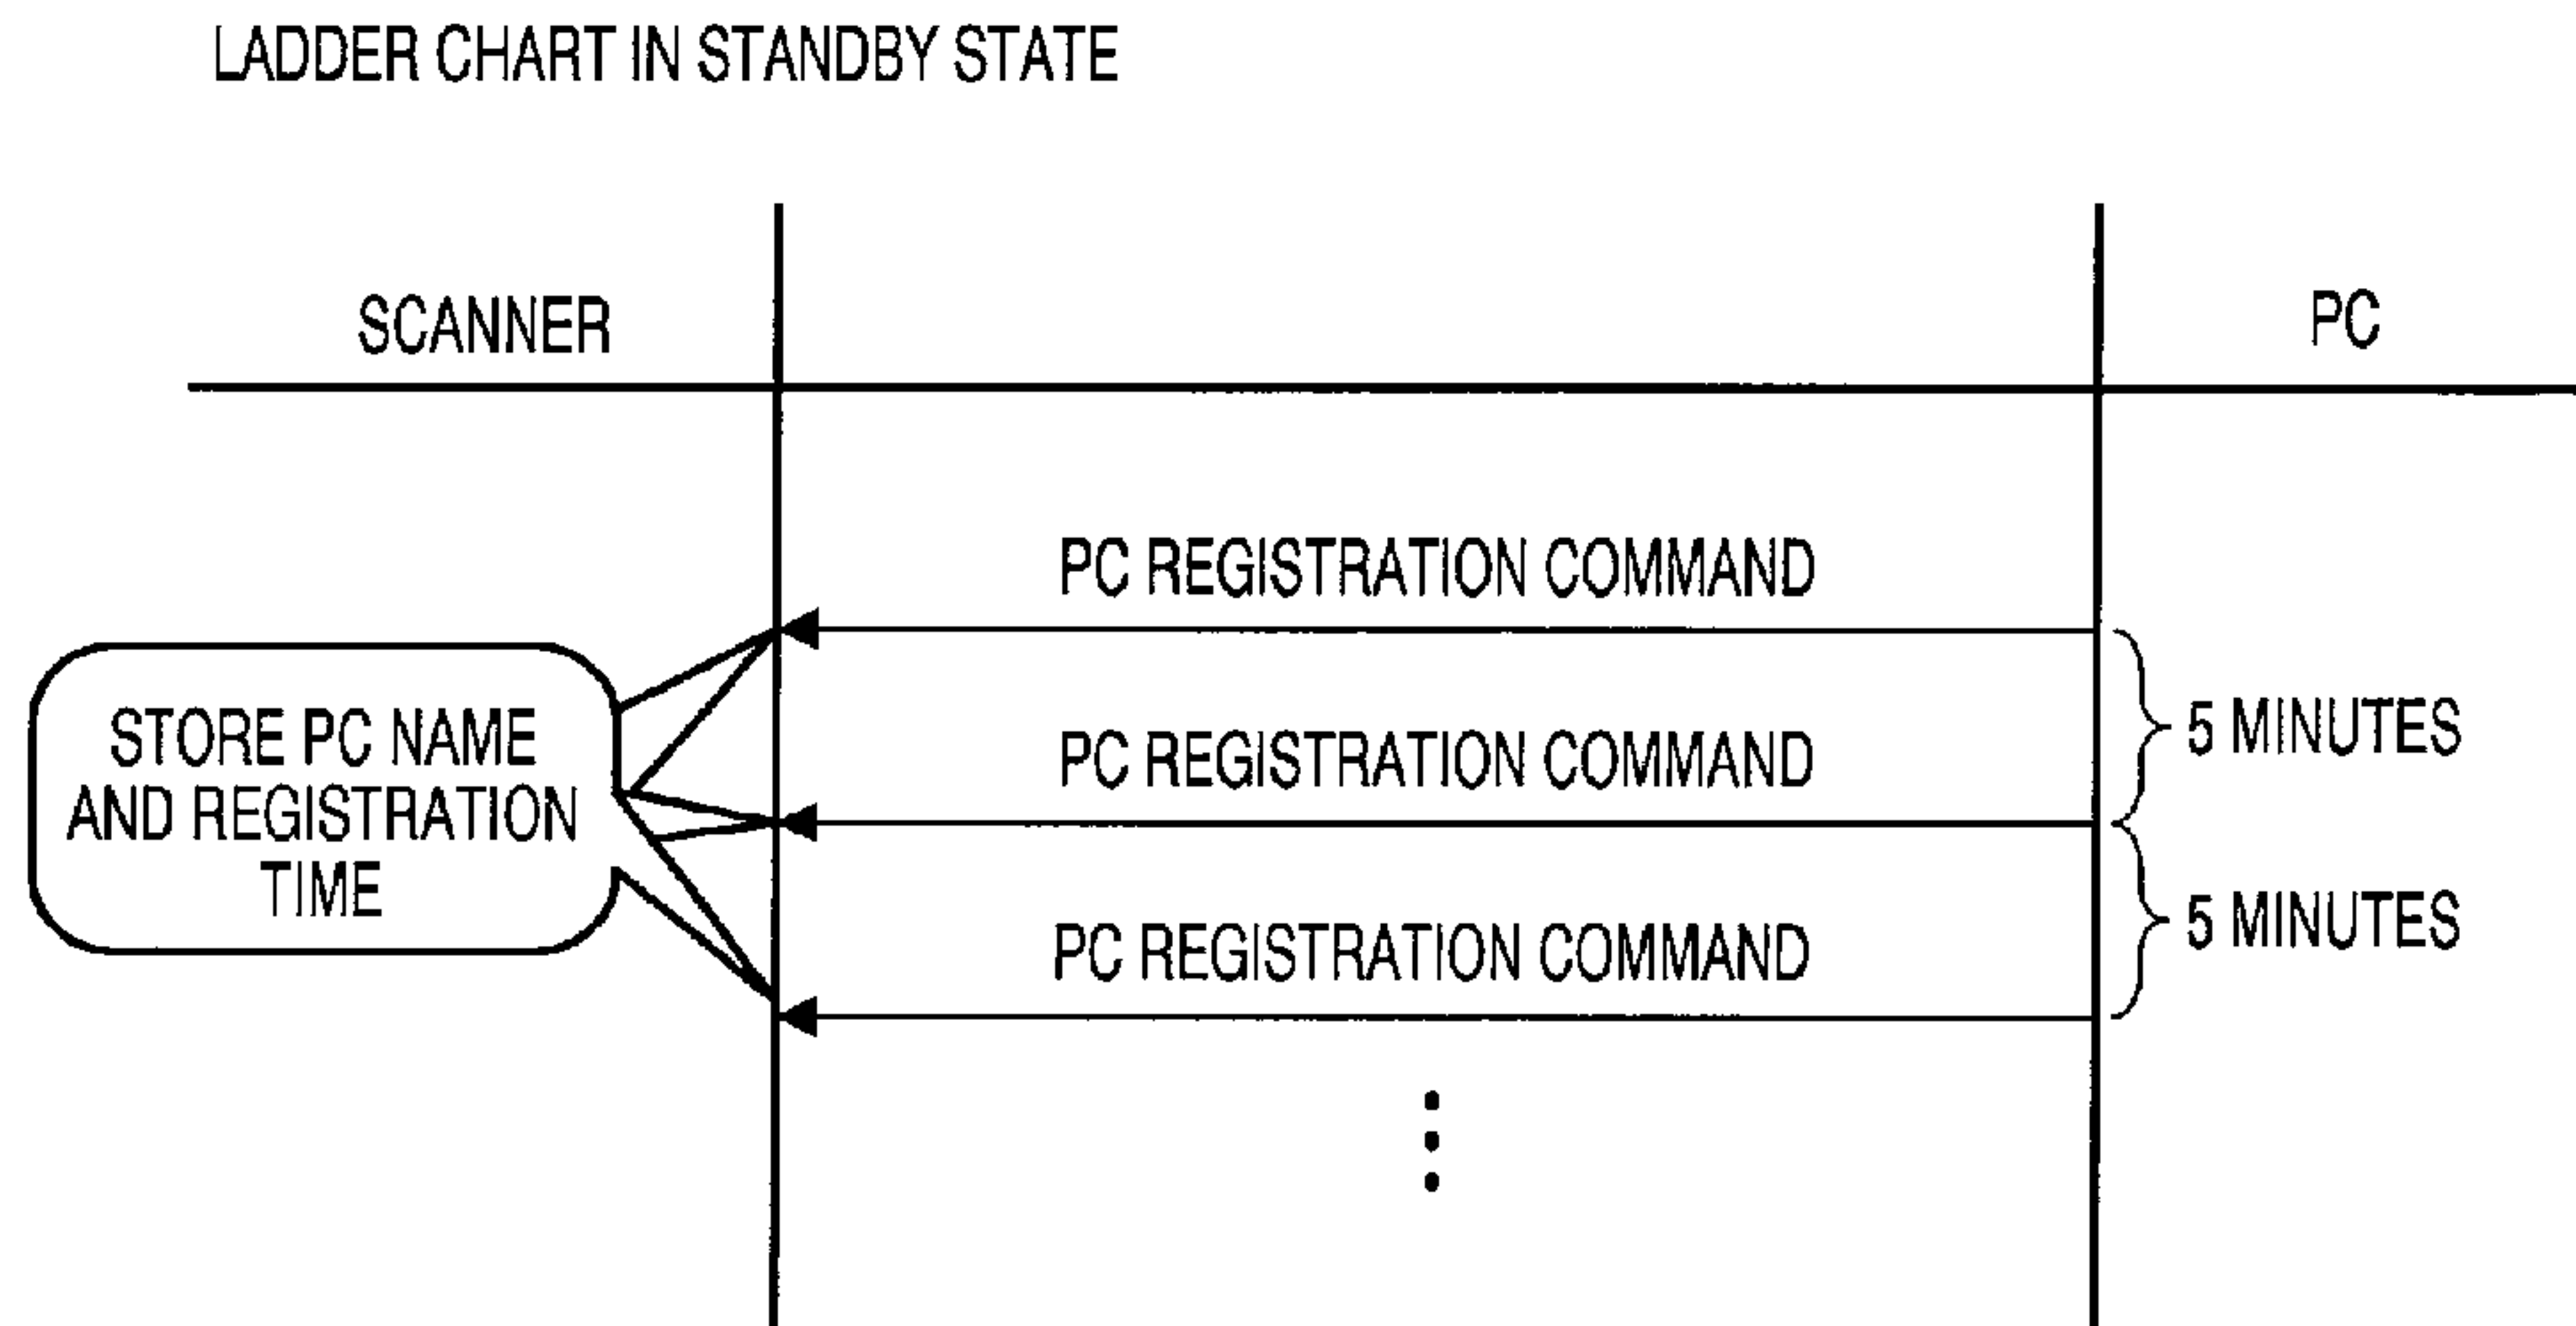 LADDER CHART IN STANDBY STATE
SCANNER
PC
PC REGISTRATION COMMAND
STORE PC NAME
AND REGISTRATION
TIME
5 MINUTES
PC REGISTRATION COMMAND
5 MINUTES
PC REGISTRATION COMMAND